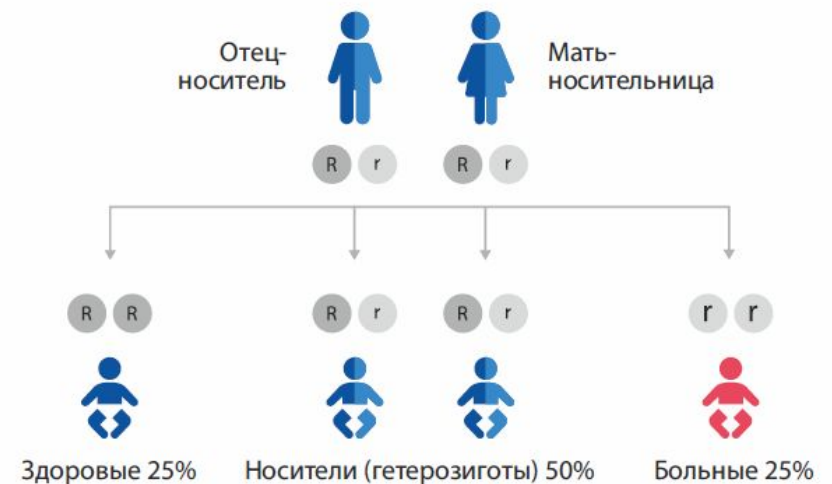 Отец-
носитель
Мать-
носительница
R r R r
R R R r R r r r
Здоровые 25% Носители (гетерозиготы) 50% Больные 25%